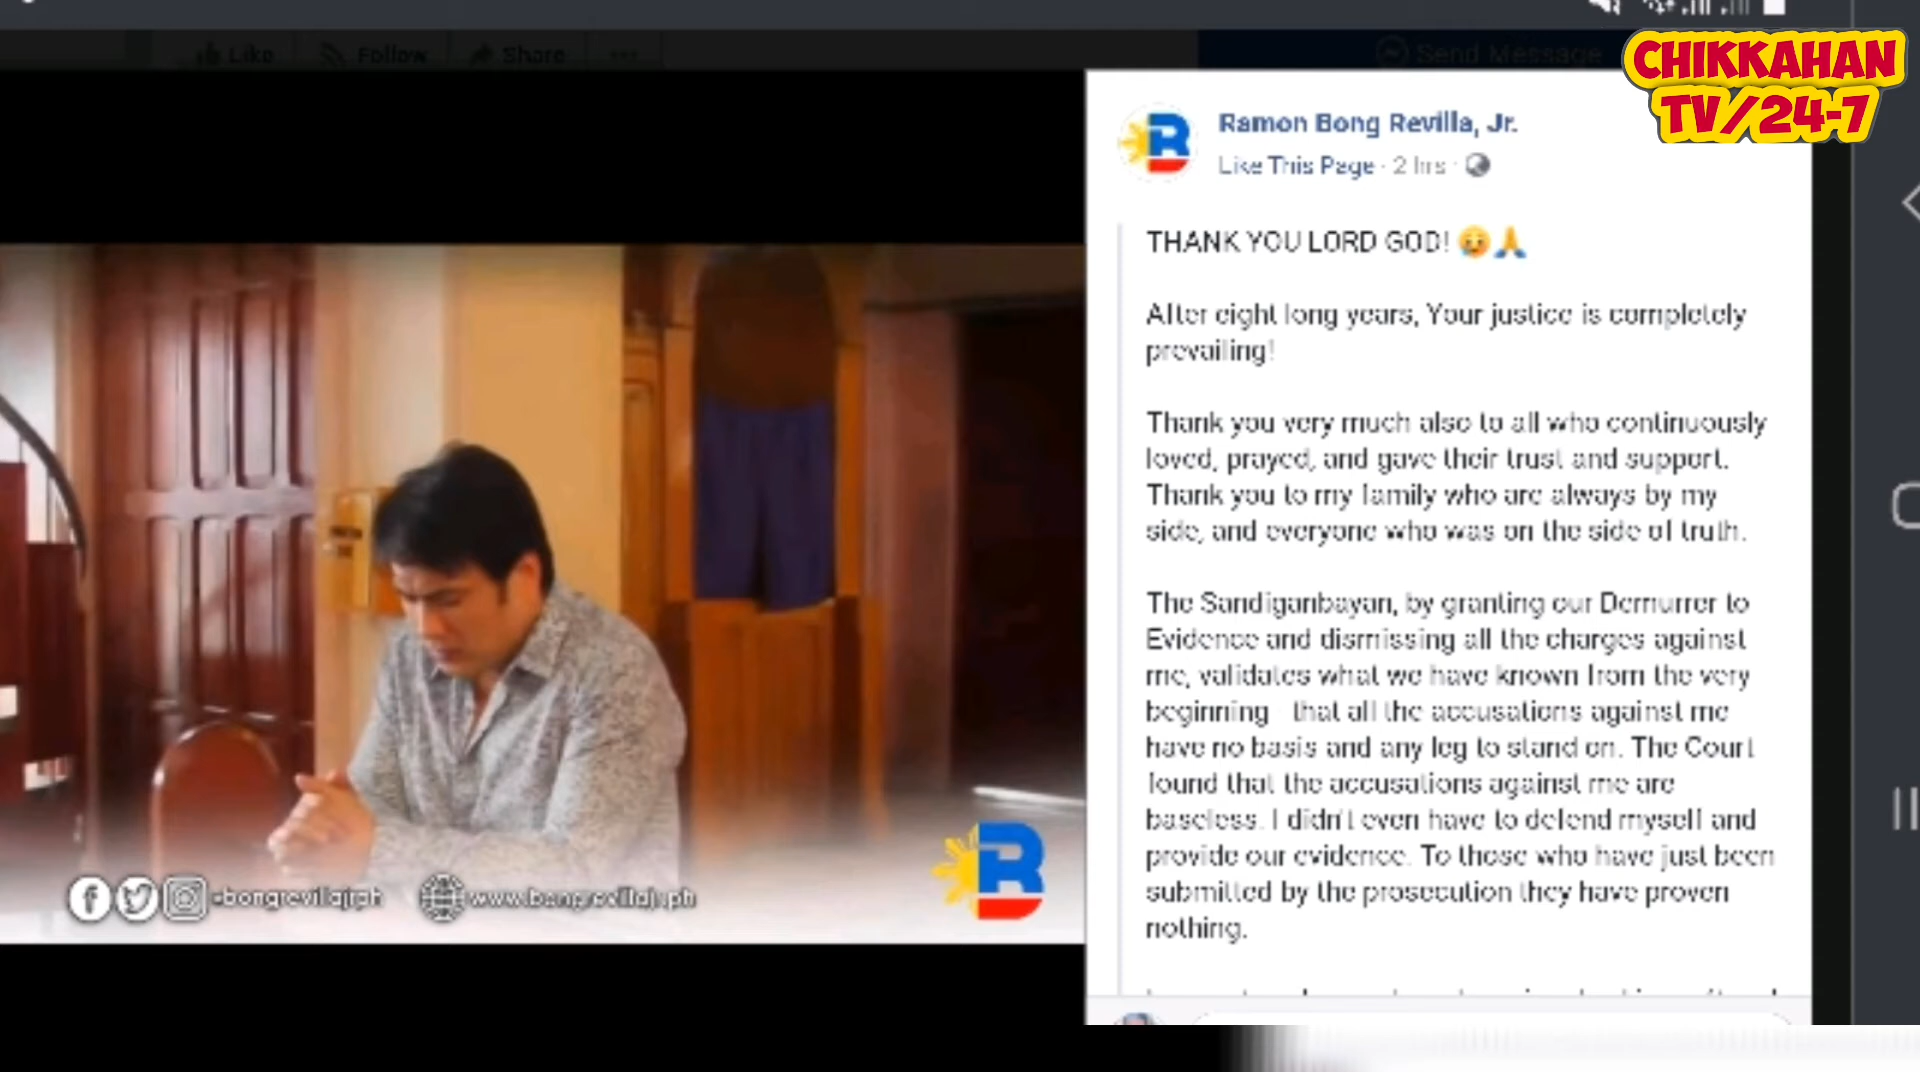 Like
Follow
Share
Send Message
CHIKKAHAN
TV/24-7
Ramon Bong Revilla, Jr.
Like This Page · 2 hrs ·
THANK YOU LORD GOD! 😢🙏
After eight long years, Your justice is completely
prevailing!
Thank you very much also to all who continuously
loved, prayed, and gave their trust and support.
Thank you to my family who are always by my
side, and everyone who was on the side of truth.
The Sandiganbayan, by granting our Demurrer to
Evidence and dismissing all the charges against
me, validates what we have known from the very
beginning - that all the accusations against me
have no basis and any leg to stand on. The Court
found that the accusations against me are
baseless. I didn't even have to defend myself and
provide our evidence. To those who have just been
submitted by the prosecution they have proven
nothing.
bongrevillajrph
www.bongrevillajr.ph
R